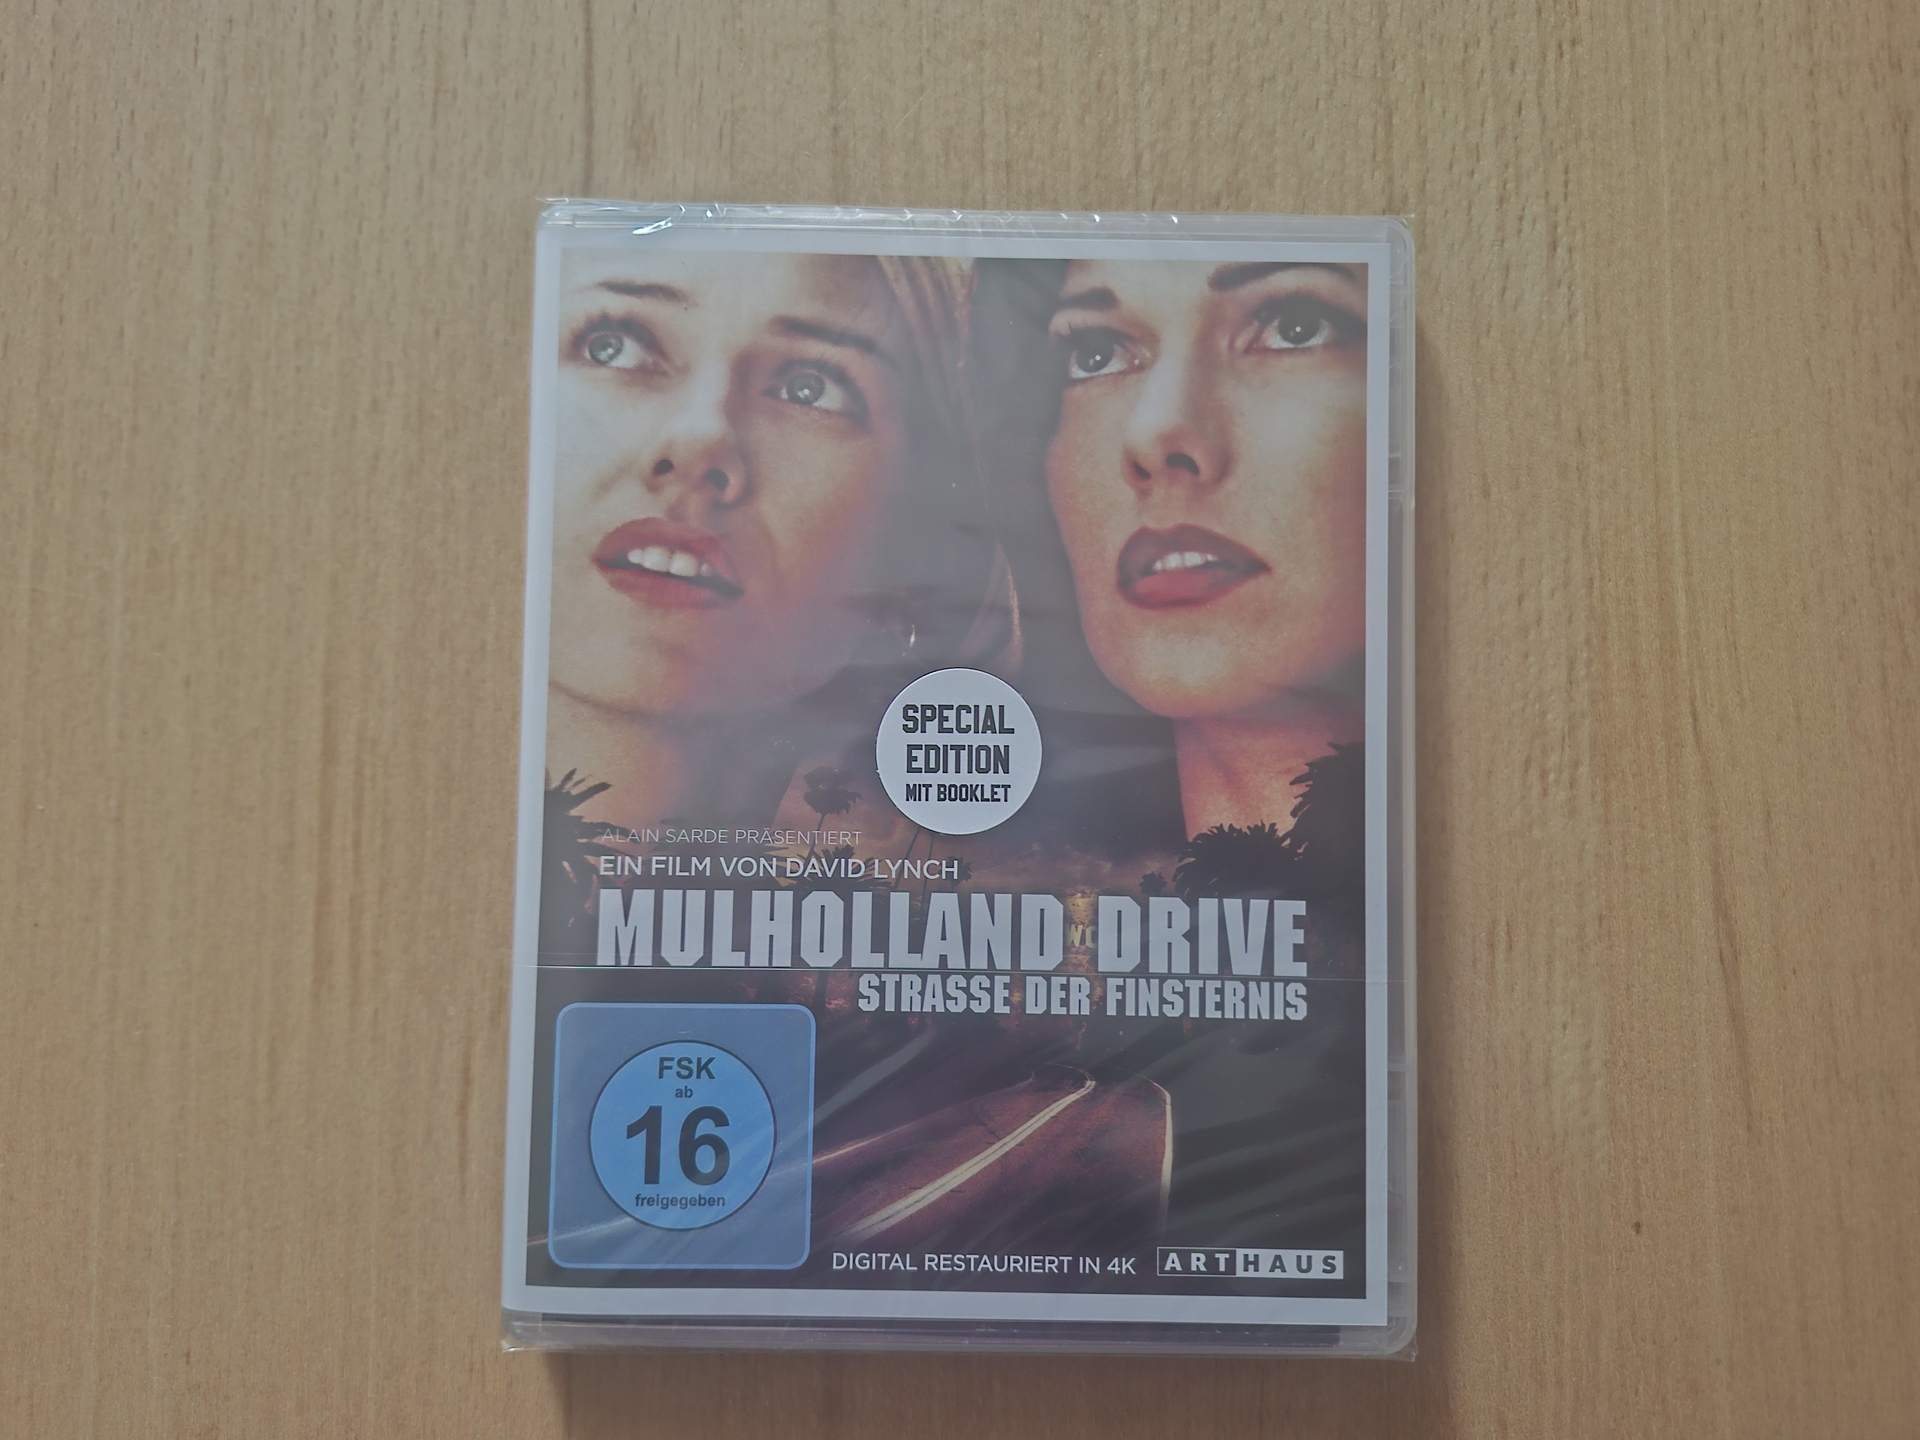 SPECIAL
EDITION
MIT BOOKLET
ALAIN SARDE PRÄSENTIERT
EIN FILM VON DAVID LYNCH
MULHOLLAND DRIVE
STRASSE DER FINSTERNIS
FSK
ab
16
freigegeben
DIGITAL RESTAURIERT IN 4K
ARTHAUS